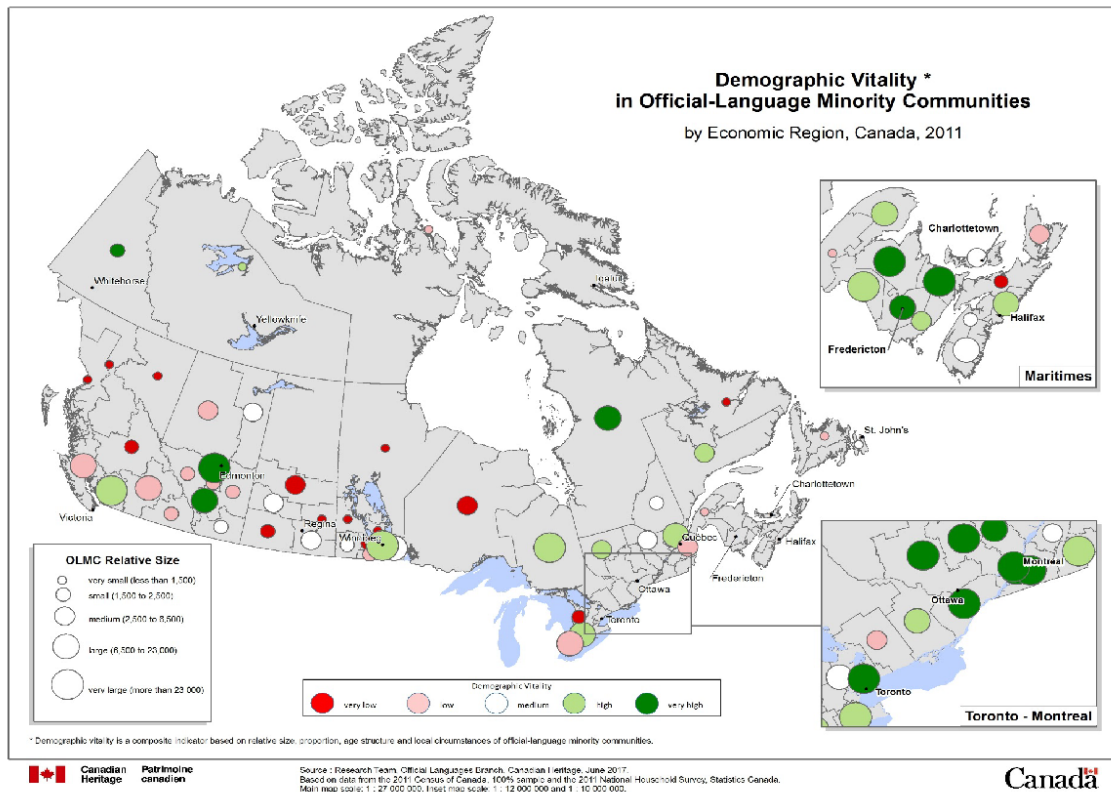 Demographic Vitality *
in Official-Language Minority Communities
by Economic Region, Canada, 2011
Charlottetown
Halifax
Fredericton
Maritimes
Whitehorse
Yellowknife
Edmonton
Victoria
Regina
Winnipeg
St. John's
Charlottetown
Québec
Halifax
Fredericton
Ottawa
Toronto
Montreal
Ottawa
Toronto
Toronto - Montreal
OLMC Relative Size
very small (less than 1,500)
small (1,500 to 2,500)
medium (2,500 to 6,500)
large (6,500 to 23 000)
very large (more than 23 000)
Demographic Vitality
very low
low
medium
high
very high
* Demographic vitality is a composite indicator based on relative size, proportion, age structure and local circumstances of official-language minority communities.
Canadian Heritage
Patrimoine canadien
Source : Research Team, Official Languages Branch, Canadian Heritage, June 2017.
Based on data from the 2011 Census of Canada, 100% sample and the 2011 National Household Survey, Statistics Canada.
Main map scale: 1 : 27 000 000. Inset map scale: 1 : 12 000 000 and 1 : 10 000 000.
Canada